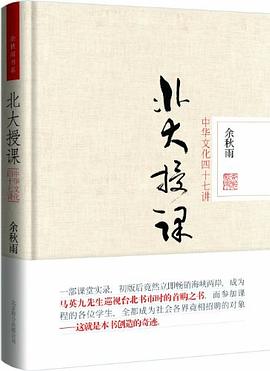 余秋雨书系
北大授课
中华文化四十七讲
余秋雨
北大授课
中华文化四十七讲
余秋雨
一部课堂实录，初版后竟然立即畅销海峡两岸，成为
马英九先生巡视台北书市时的首购之书，而参加课
程的各位学生，全都成为社会各界竞相招聘的对象
——这就是本书创造的奇迹。